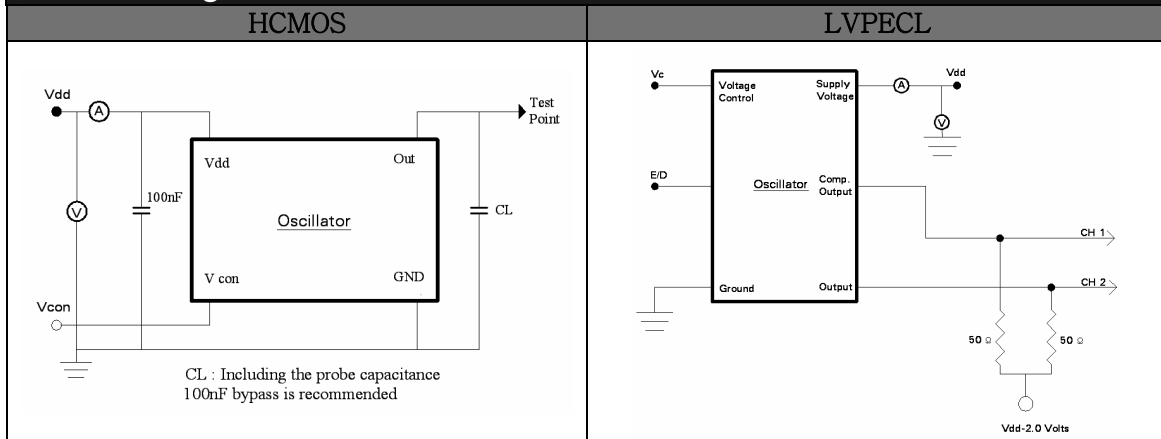 HCMOS
LVPECL
Vdd
A
Test
Point
Vdd
Out
100nF
V
Oscillator
CL
V con
GND
Vcon
CL : Including the probe capacitance
100nF bypass is recommended
Vc
Voltage
Control
Supply
Voltage
A
Vdd
V
E/D
Oscillator
Comp.
Output
CH 1
Ground
Output
CH 2
50 Ω
50 Ω
Vdd-2.0 Volts